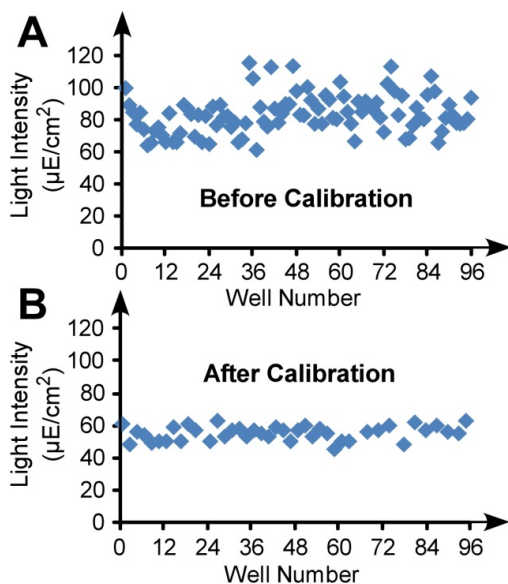 A
Light Intensity
(µE/cm²)
120
100
80
60
40
20
0
Before Calibration
0 12 24 36 48 60 72 84 96
Well Number
B
Light Intensity
(µE/cm²)
120
100
80
60
40
20
0
After Calibration
0 12 24 36 48 60 72 84 96
Well Number